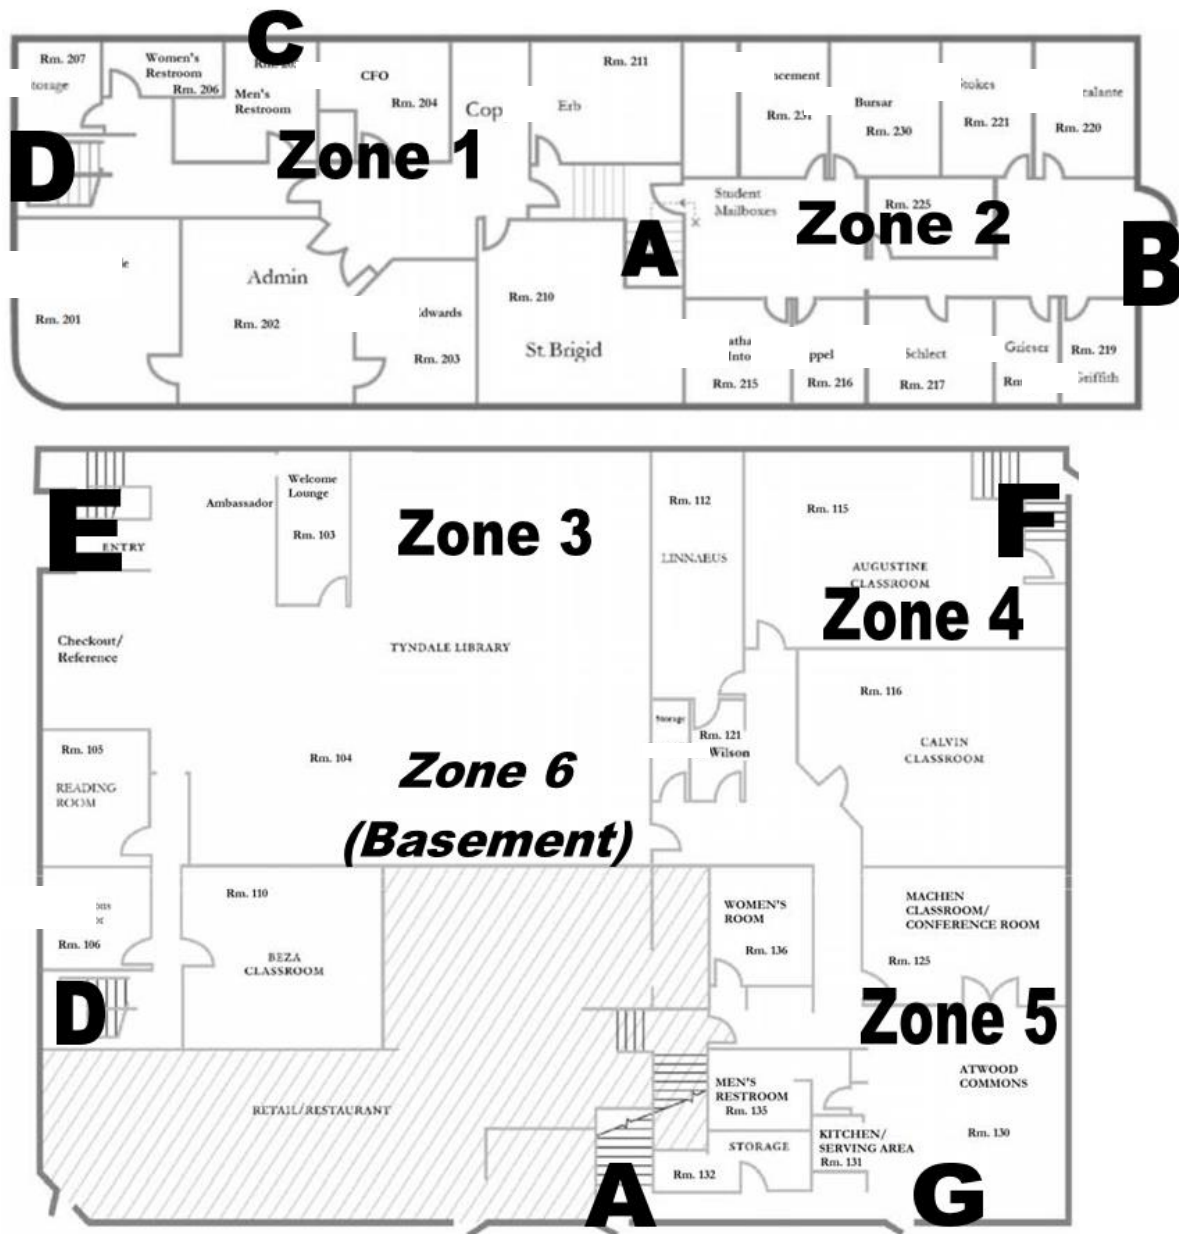 C
Rm. 207
Women's
Restroom
Rm. 206
Men's
Restroom
CFO
Rm. 204
Cop
Rm. 211
Erb
Bursar
Rm. 230
Rm. 221
Rm. 220
D
Zone 1
Student
Mailboxes
Rm. 225
Zone 2
A
B
Admin
Rm. 201
Rm. 202
Rm. 203
Rm. 210
St. Brigid
Rm. 215
Rm. 216
Schlect
Rm. 217
Grieser
Rm. 219
Griffith
E
ENTRY
Ambassador
Welcome
Lounge
Rm. 103
Zone 3
Rm. 112
LINNAEUS
Rm. 115
AUGUSTINE
CLASSROOM
F
Zone 4
Checkout/
Reference
TYNDALE LIBRARY
Rm. 116
CALVIN
CLASSROOM
Storage
Rm. 121
Wilson
Rm. 105
READING
ROOM
Rm. 104
Zone 6
(Basement)
Rm. 110
BEZA
CLASSROOM
Rm. 106
D
WOMEN'S
ROOM
Rm. 136
MACHEN
CLASSROOM/
CONFERENCE ROOM
Rm. 125
Zone 5
ATWOOD
COMMONS
Rm. 130
RETAIL/RESTAURANT
MEN'S
RESTROOM
Rm. 135
STORAGE
Rm. 132
KITCHEN/
SERVING AREA
Rm. 131
A
G